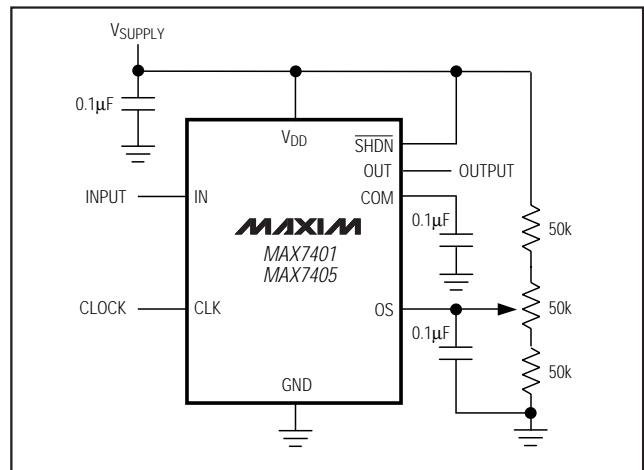 VSUPPLY
0.1µF
VDD
SHDN
OUT
OUTPUT
INPUT
IN
COM
MAXIM
MAX7401
MAX7405
0.1µF
50k
CLOCK
CLK
OS
50k
0.1µF
50k
GND